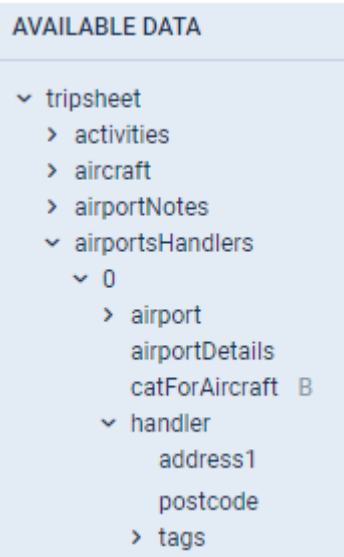 AVAILABLE DATA
tripsheet
activities
aircraft
airportNotes
airportsHandlers
0
airport
airportDetails
catForAircraft B
handler
address1
postcode
tags